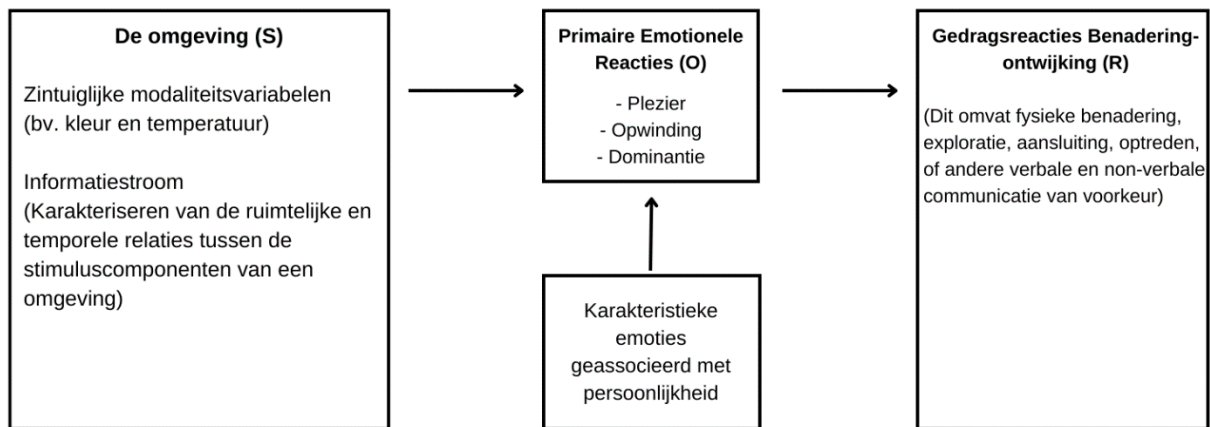 De omgeving (S)
Zintuiglijke modaliteitsvariabelen
(bv. kleur en temperatuur)
Informatiestroom
(Karakteriseren van de ruimtelijke en
temporele relaties tussen de
stimuluscomponenten van een
omgeving)
Primaire Emotionele
Reacties (O)
- Plezier
- Opwinding
- Dominantie
Karakteristieke
emoties
geassocieerd met
persoonlijkheid
Gedragsreacties Benadering-
ontwijking (R)
(Dit omvat fysieke benadering,
exploratie, aansluiting, optreden,
of andere verbale en non-verbale
communicatie van voorkeur)